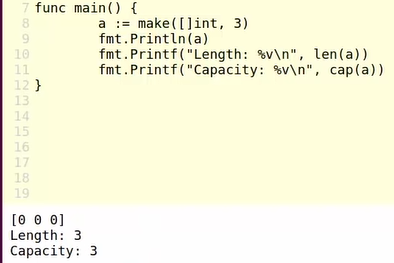 7 func main() {
8 a := make([]int, 3)
9 fmt.Println(a)
10 fmt.Printf("Length: %v\n", len(a))
11 fmt.Printf("Capacity: %v\n", cap(a))
12 }
13
14
15
16
17
18
19
[0 0 0]
Length: 3
Capacity: 3